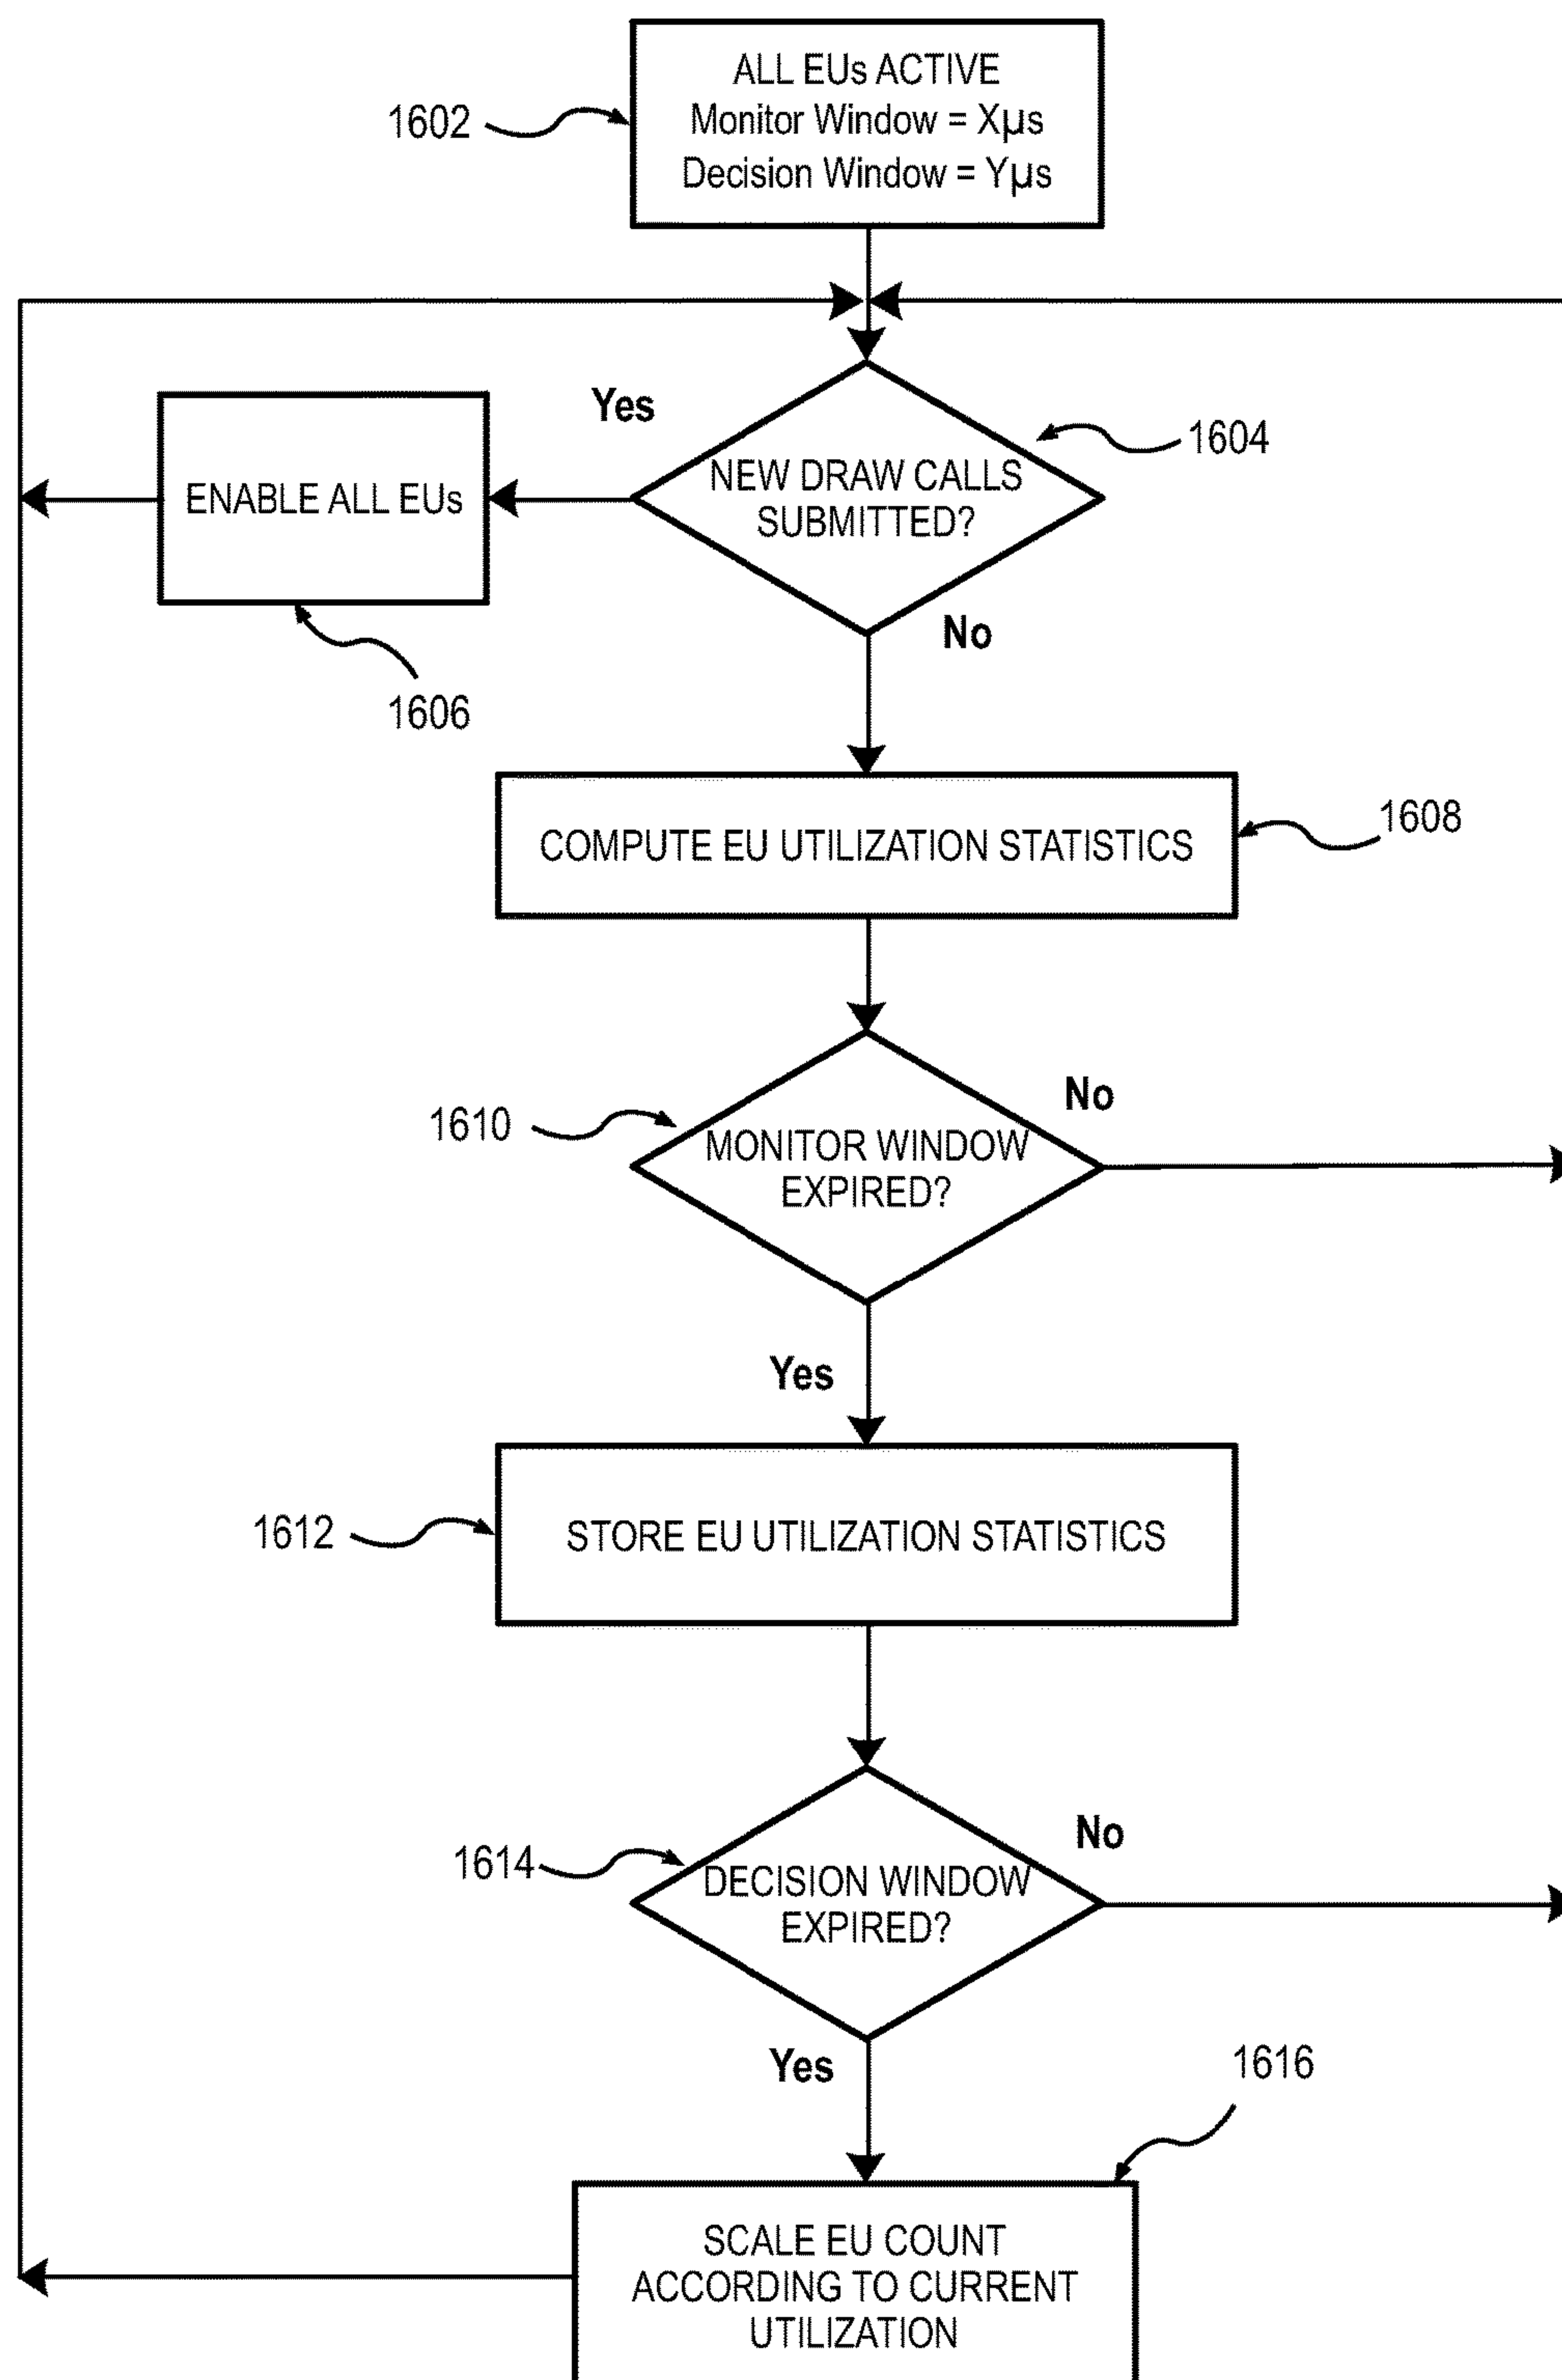 ALL EUs ACTIVE
Monitor Window = Xµs
Decision Window = Yµs
1602
Yes
1604
NEW DRAW CALLS
SUBMITTED?
ENABLE ALL EUs
No
1606
1608
COMPUTE EU UTILIZATION STATISTICS
No
1610
MONITOR WINDOW
EXPIRED?
Yes
1612
STORE EU UTILIZATION STATISTICS
No
1614
DECISION WINDOW
EXPIRED?
Yes
1616
SCALE EU COUNT
ACCORDING TO CURRENT
UTILIZATION